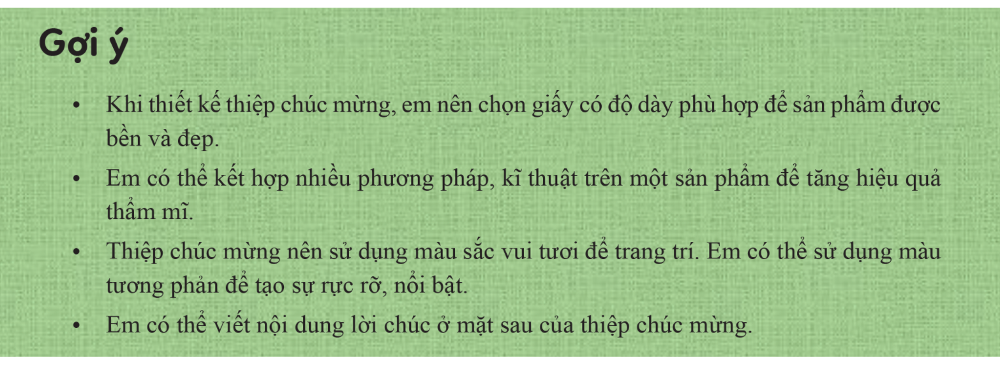 Gợi ý
• Khi thiết kế thiệp chúc mừng, em nên chọn giấy có độ dày phù hợp để sản phẩm được
bền và đẹp.
• Em có thể kết hợp nhiều phương pháp, kĩ thuật trên một sản phẩm để tăng hiệu quả
thẩm mĩ.
• Thiệp chúc mừng nên sử dụng màu sắc vui tươi để trang trí. Em có thể sử dụng màu
tương phản để tạo sự rực rỡ, nổi bật.
• Em có thể viết nội dung lời chúc ở mặt sau của thiệp chúc mừng.